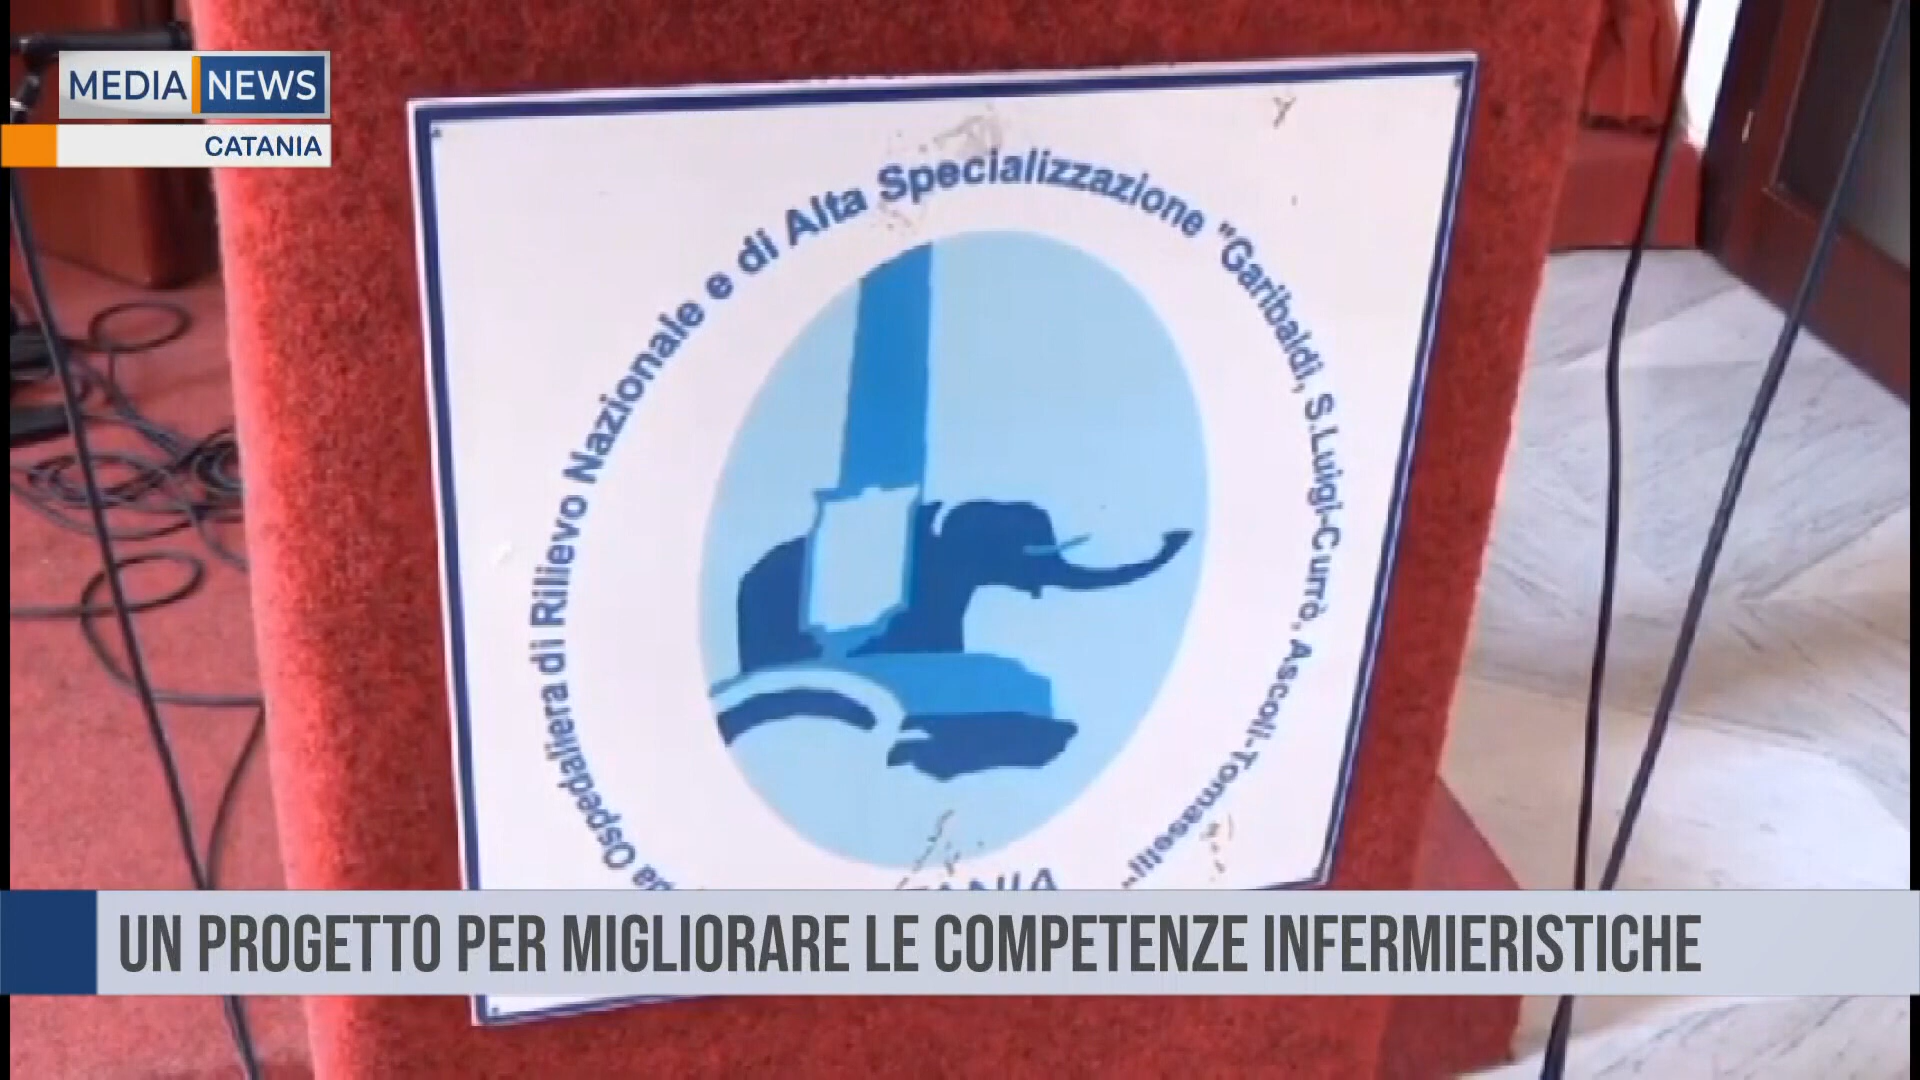 MEDIA NEWS
CATANIA
Ospedaliera di Rilievo Nazionale e di Alta Specializzazione "Garibaldi, S.Luigi-Currò, Ascoli-Tomaselli"
UN PROGETTO PER MIGLIORARE LE COMPETENZE INFERMIERISTICHE